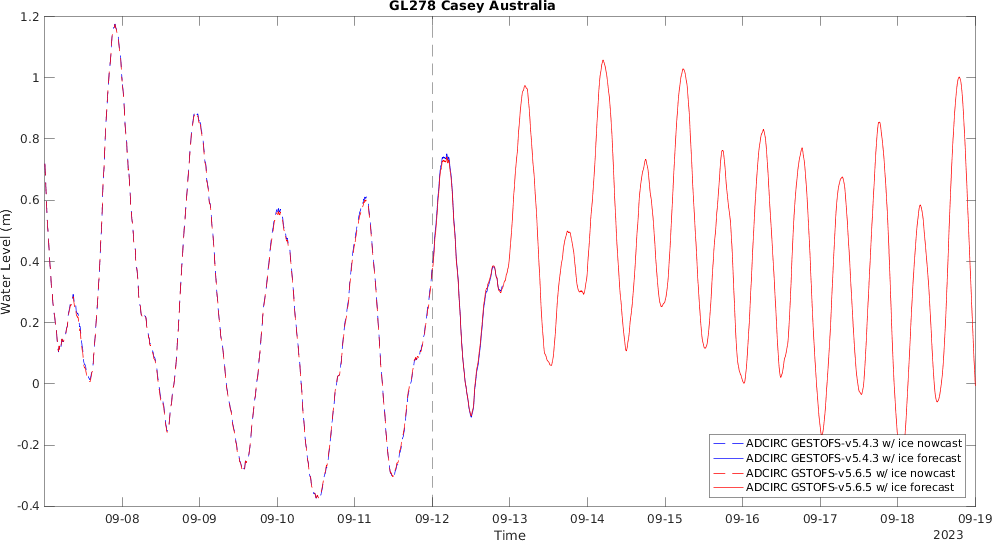 GL278 Casey Australia
1.2
1
0.8
0.6
0.4
0.2
0
-0.2
-0.4
Water Level (m)
09-08 09-09 09-10 09-11 09-12 09-13 09-14 09-15 09-16 09-17 09-18 09-19
Time
2023
ADCIRC GESTOFS-v5.4.3 w/ ice nowcast
ADCIRC GESTOFS-v5.4.3 w/ ice forecast
ADCIRC GSTOFS-v5.6.5 w/ ice nowcast
ADCIRC GSTOFS-v5.6.5 w/ ice forecast